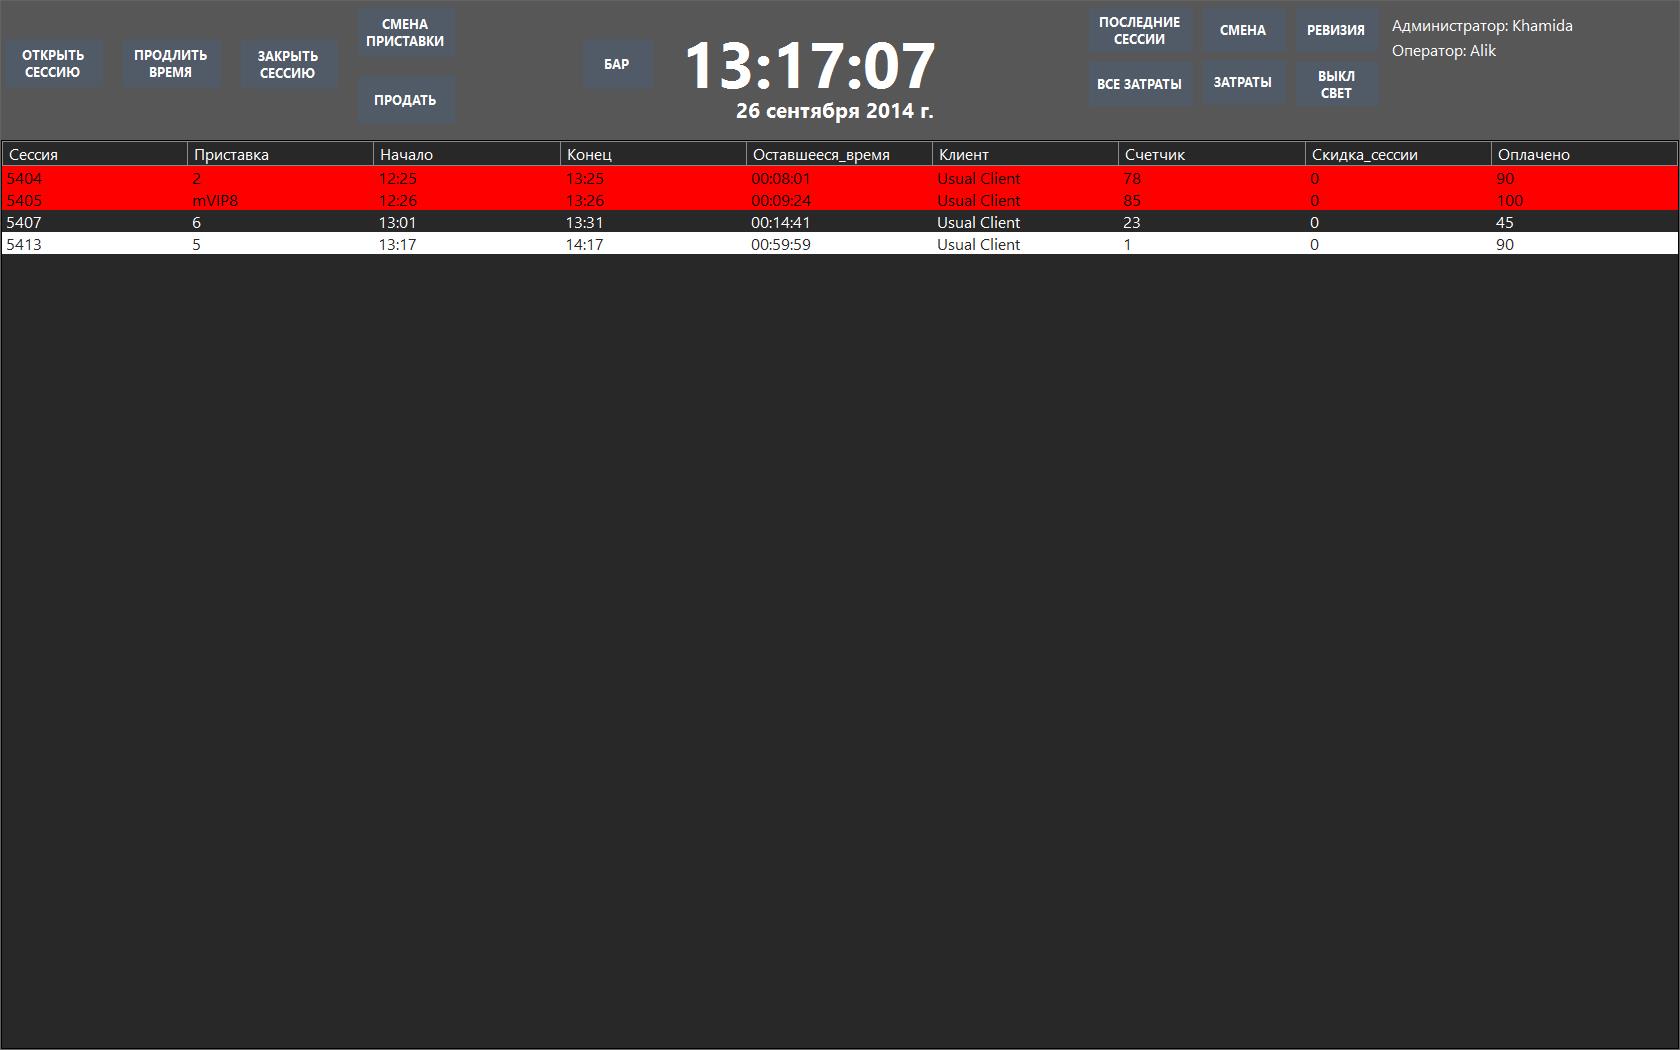 ОТКРЫТЬ
СЕССИЮ
ПРОДЛИТЬ
ВРЕМЯ
ЗАКРЫТЬ
СЕССИЮ
СМЕНА
ПРИСТАВКИ
ПРОДАТЬ
БАР
13:17:07
26 сентября 2014 г.
ПОСЛЕДНИЕ
СЕССИИ
СМЕНА
РЕВИЗИЯ
ВСЕ ЗАТРАТЫ
ЗАТРАТЫ
ВЫКЛ
СВЕТ
Администратор: Khamida
Оператор: Alik
Сессия Приставка Начало Конец Оставшееся_время Клиент Счетчик Скидка_сессии Оплачено
5404 2 12:25 13:25 00:08:01 Usual Client 78 0 90
5405 mVIP8 12:26 13:26 00:09:24 Usual Client 85 0 100
5407 6 13:01 13:31 00:14:41 Usual Client 23 0 45
5413 5 13:17 14:17 00:59:59 Usual Client 1 0 90